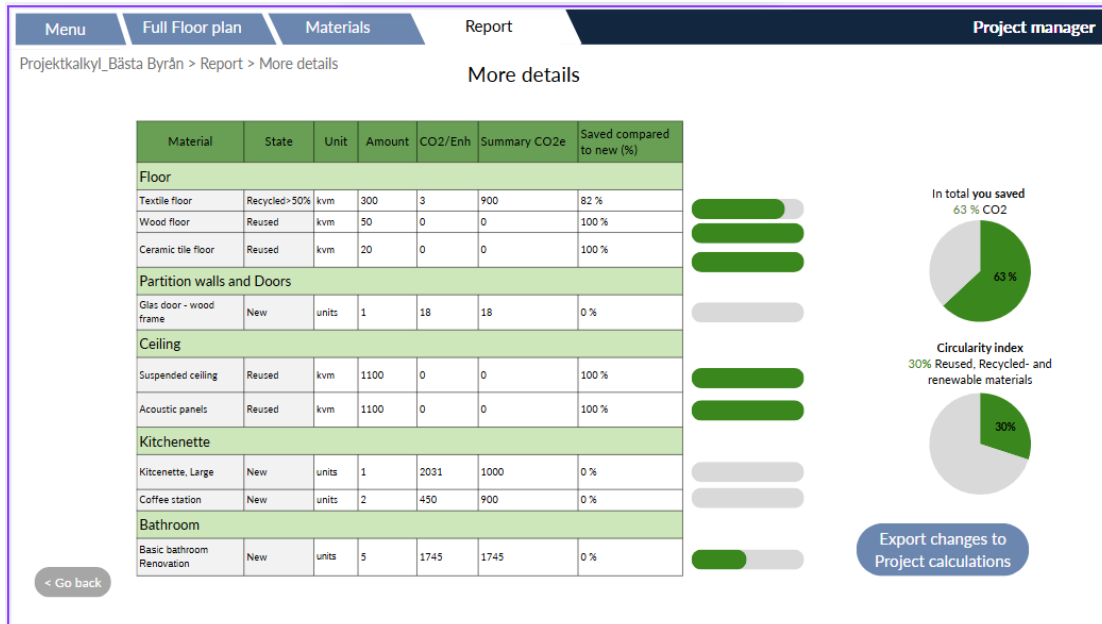 Menu
Full Floor plan
Materials
Report
Project manager
Projektkalkyl_Bästa Byrån > Report > More details
More details
Material State Unit Amount CO2/Enh Summary CO2e Saved compared
to new (%)
Floor
Textile floor Recycled>50% kvm 300 3 900 82 %
Wood floor Reused kvm 50 0 0 100 %
Ceramic tile floor Reused kvm 20 0 0 100 %
Partition walls and Doors
Glas door - wood
frame New units 1 18 18 0 %
Ceiling
Suspended ceiling Reused kvm 1100 0 0 100 %
Acoustic panels Reused kvm 1100 0 0 100 %
Kitchenette
Kitcenette, Large New units 1 2031 1000 0 %
Coffee station New units 2 450 900 0 %
Bathroom
Basic bathroom
Renovation New units 5 1745 1745 0 %
In total you saved
63 % CO2
63 %
Circularity index
30% Reused, Recycled- and
renewable materials
30%
Export changes to
Project calculations
< Go back